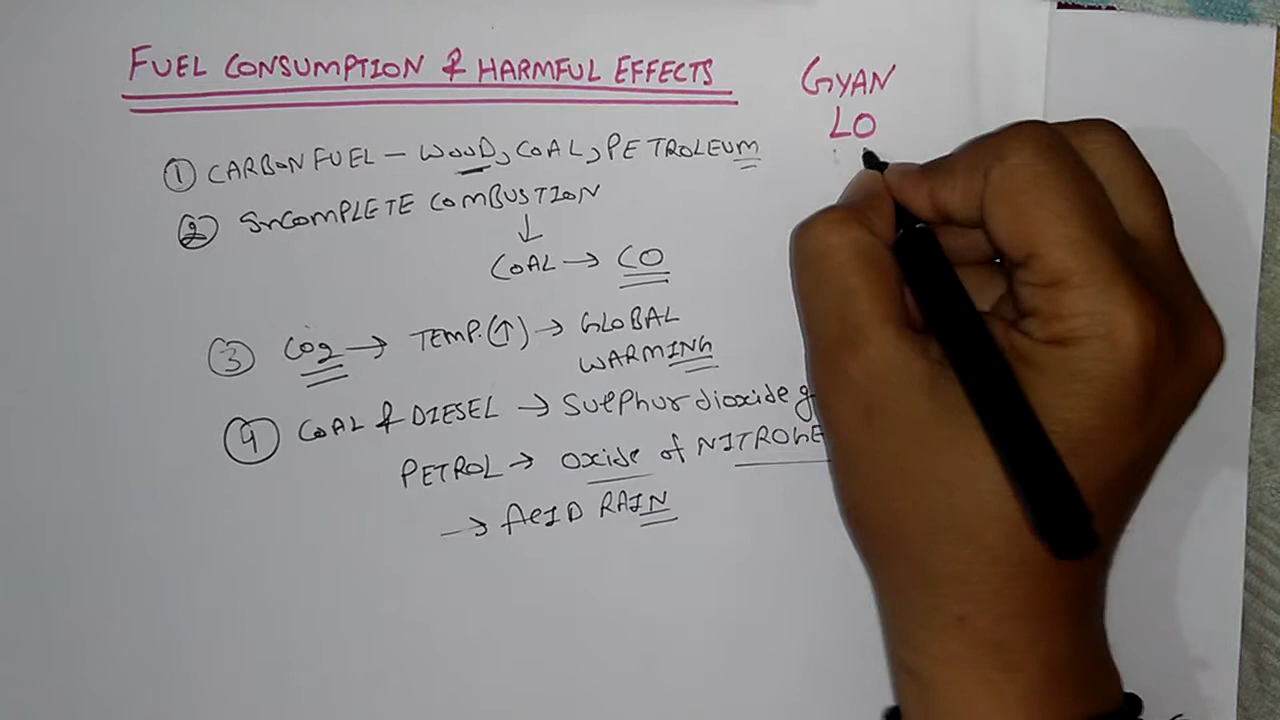 FUEL CONSUMPTION & HARMFUL EFFECTS
GYAN
LO
① CARBON FUEL - WOOD, COAL, PETROLEUM
② INCOMPLETE COMBUSTION
↓
COAL → CO
③ CO2 → TEMP.(↑) → GLOBAL
WARMING
④ COAL & DIESEL → Sulphur dioxide g
PETROL → oxide of NITROGE
→ ACID RAIN